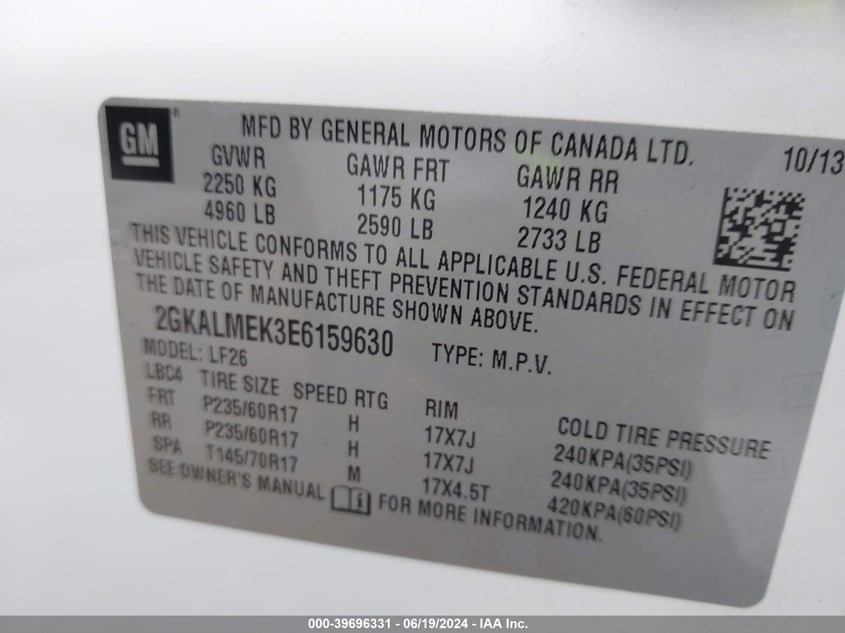 GM ®
MFD BY GENERAL MOTORS OF CANADA LTD. 10/13
GVWR GAWR FRT GAWR RR
2250 KG 1175 KG 1240 KG
4960 LB 2590 LB 2733 LB
THIS VEHICLE CONFORMS TO ALL APPLICABLE U.S. FEDERAL MOTOR
VEHICLE SAFETY AND THEFT PREVENTION STANDARDS IN EFFECT ON
THE DATE OF MANUFACTURE SHOWN ABOVE.
2GKALMEK3E6159630 TYPE: M.P.V.
MODEL: LF26
LBC4 TIRE SIZE SPEED RTG RIM COLD TIRE PRESSURE
FRT P235/60R17 H 17X7J 240KPA(35PSI)
RR P235/60R17 H 17X7J 240KPA(35PSI)
SPA T145/70R17 M 17X4.5T 420KPA(60PSI)
SEE OWNER'S MANUAL i FOR MORE INFORMATION.
000-39696331 - 06/19/2024 - IAA Inc.